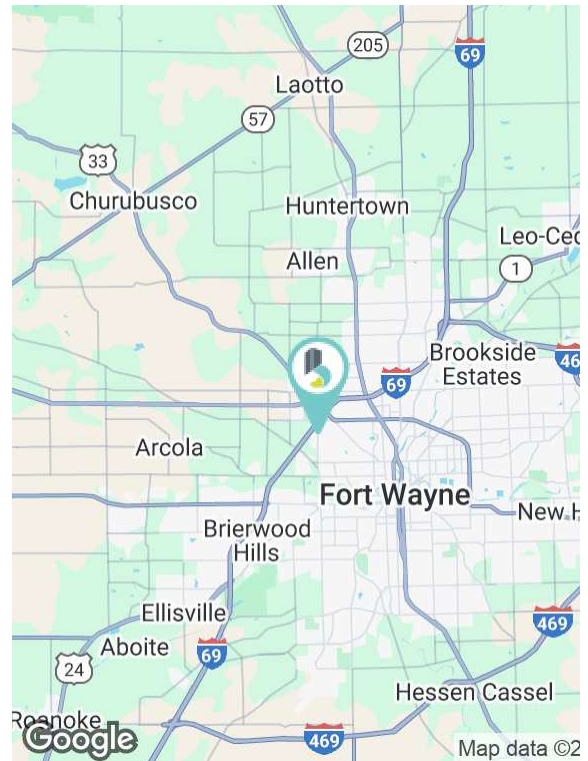 205
69
Laotto
57
33
Churubusco
Huntertown
Leo-Ced
Allen
1
Brookside
Estates
46
69
Arcola
Fort Wayne
New H
Brierwood
Hills
Ellisville
469
Aboite
69
24
Hessen Cassel
Roanoke
Google
469
Map data ©2